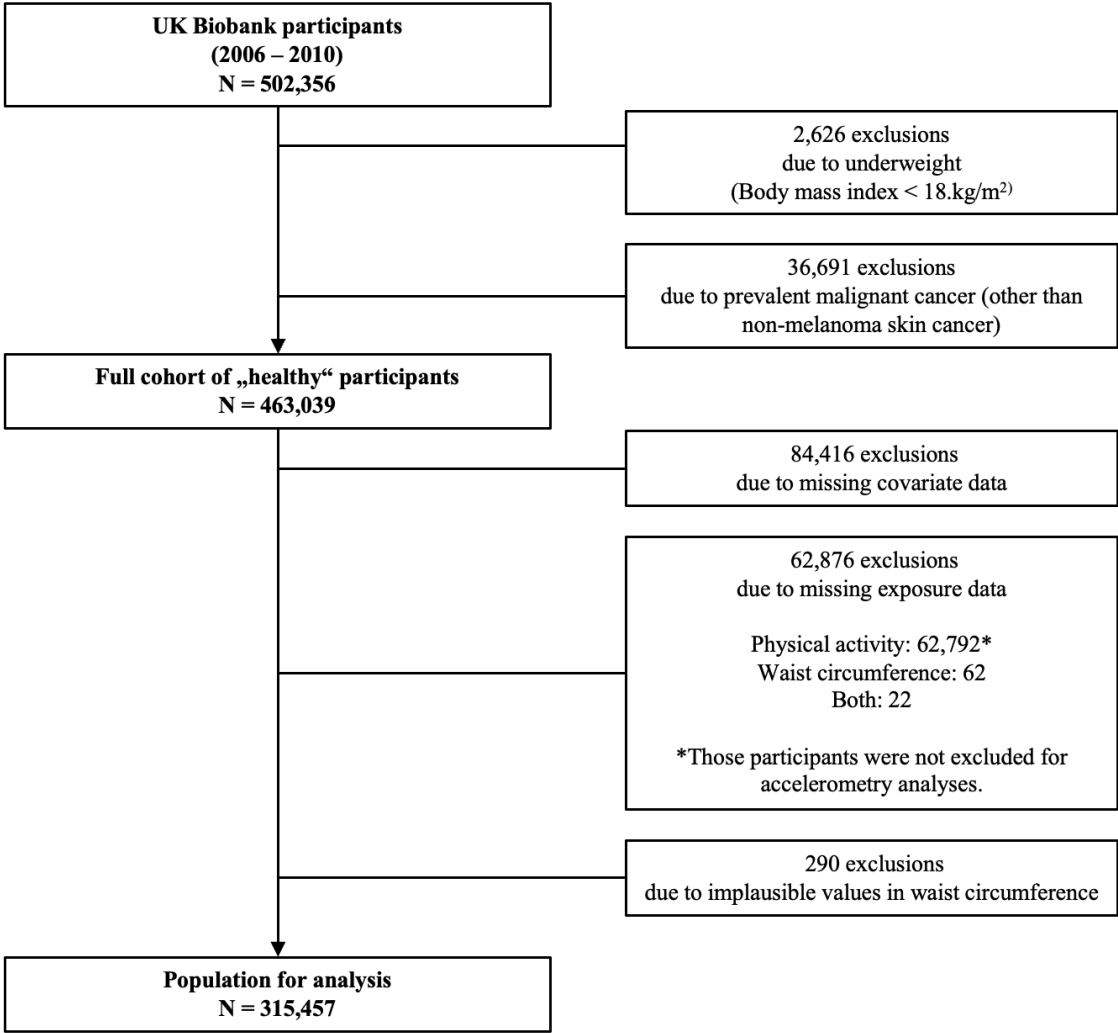 UK Biobank participants
(2006 – 2010)
N = 502,356
2,626 exclusions
due to underweight
(Body mass index < 18.kg/m²⁾
36,691 exclusions
due to prevalent malignant cancer (other than
non-melanoma skin cancer)
Full cohort of „healthy“ participants
N = 463,039
84,416 exclusions
due to missing covariate data
62,876 exclusions
due to missing exposure data
Physical activity: 62,792*
Waist circumference: 62
Both: 22
*Those participants were not excluded for
accelerometry analyses.
290 exclusions
due to implausible values in waist circumference
Population for analysis
N = 315,457